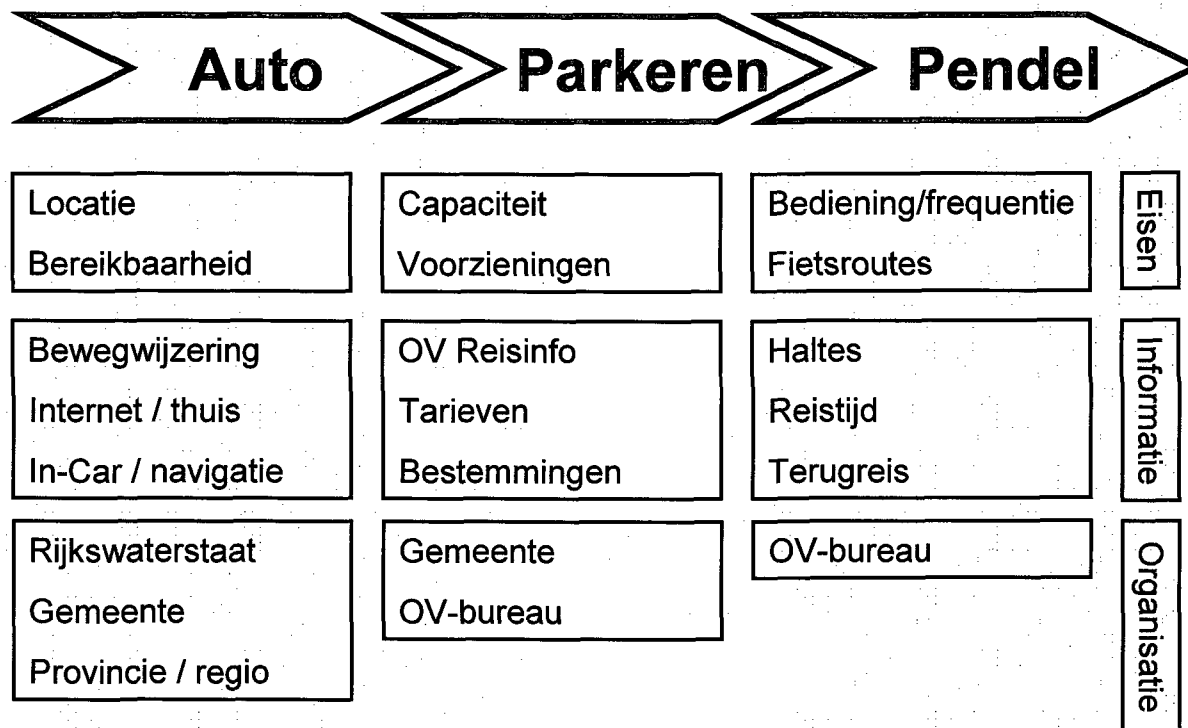 Auto
Parkeren
Pendel
Locatie
Bereikbaarheid
Capaciteit
Voorzieningen
Bediening/frequentie
Fietsroutes
Eisen
Bewegwijzering
Internet / thuis
In-Car / navigatie
OV Reisinfo
Tarieven
Bestemmingen
Haltes
Reistijd
Terugreis
Informatie
Rijkswaterstaat
Gemeente
Provincie / regio
Gemeente
OV-bureau
OV-bureau
Organisatie